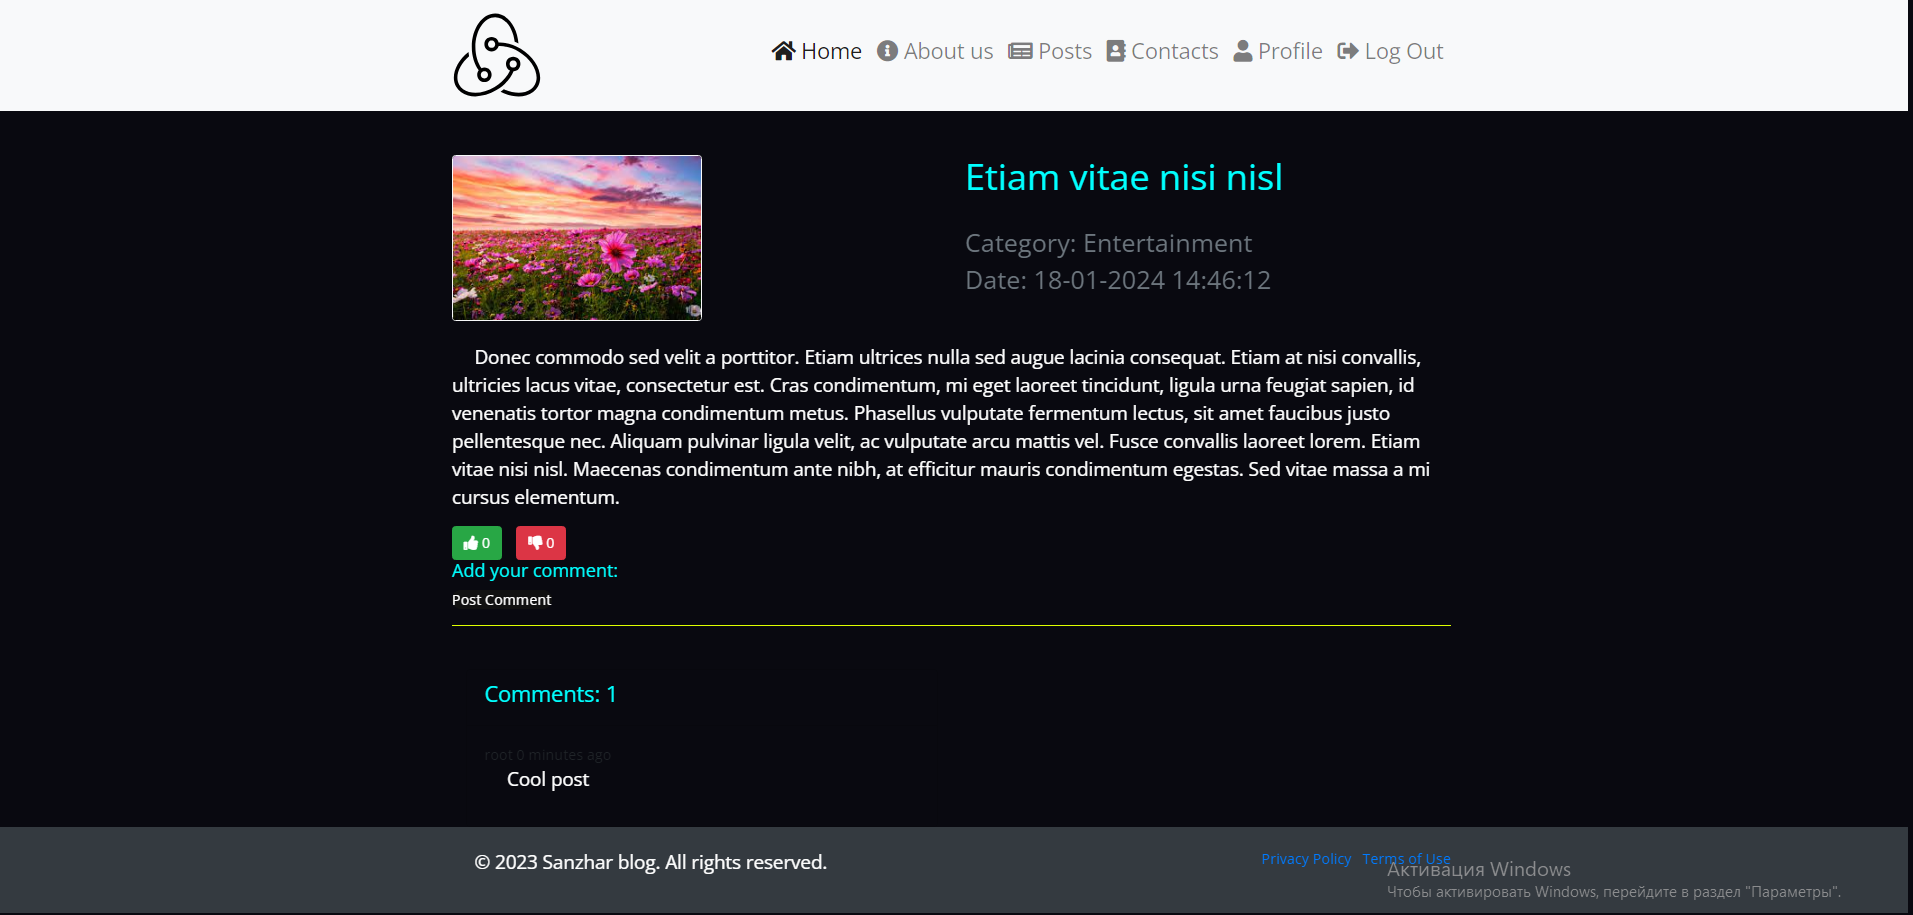 Home About us Posts Contacts Profile Log Out
Etiam vitae nisi nisl
Category: Entertainment
Date: 18-01-2024 14:46:12
Donec commodo sed velit a porttitor. Etiam ultrices nulla sed augue lacinia consequat. Etiam at nisi convallis,
ultricies lacus vitae, consectetur est. Cras condimentum, mi eget laoreet tincidunt, ligula urna feugiat sapien, id
venenatis tortor magna condimentum metus. Phasellus vulputate fermentum lectus, sit amet faucibus justo
pellentesque nec. Aliquam pulvinar ligula velit, ac vulputate arcu mattis vel. Fusce convallis laoreet lorem. Etiam
vitae nisi nisl. Maecenas condimentum ante nibh, at efficitur mauris condimentum egestas. Sed vitae massa a mi
cursus elementum.
0 0
Add your comment:
Post Comment
Comments: 1
root 0 minutes ago
Cool post
© 2023 Sanzhar blog. All rights reserved.
Privacy Policy Terms of Use
Активация Windows
Чтобы активировать Windows, перейдите в раздел "Параметры".